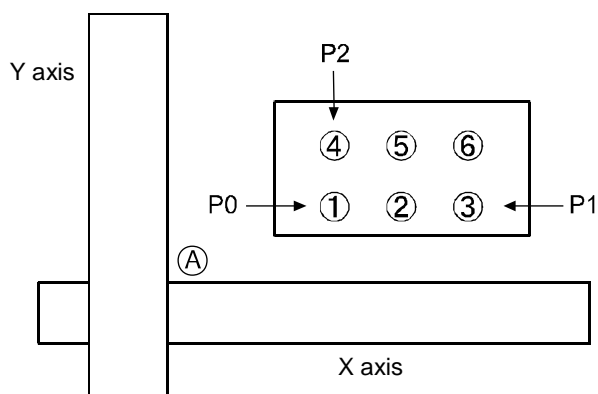 P2
Y axis
④ ⑤ ⑥
P0 ① ② ③ P1
Ⓐ
X axis